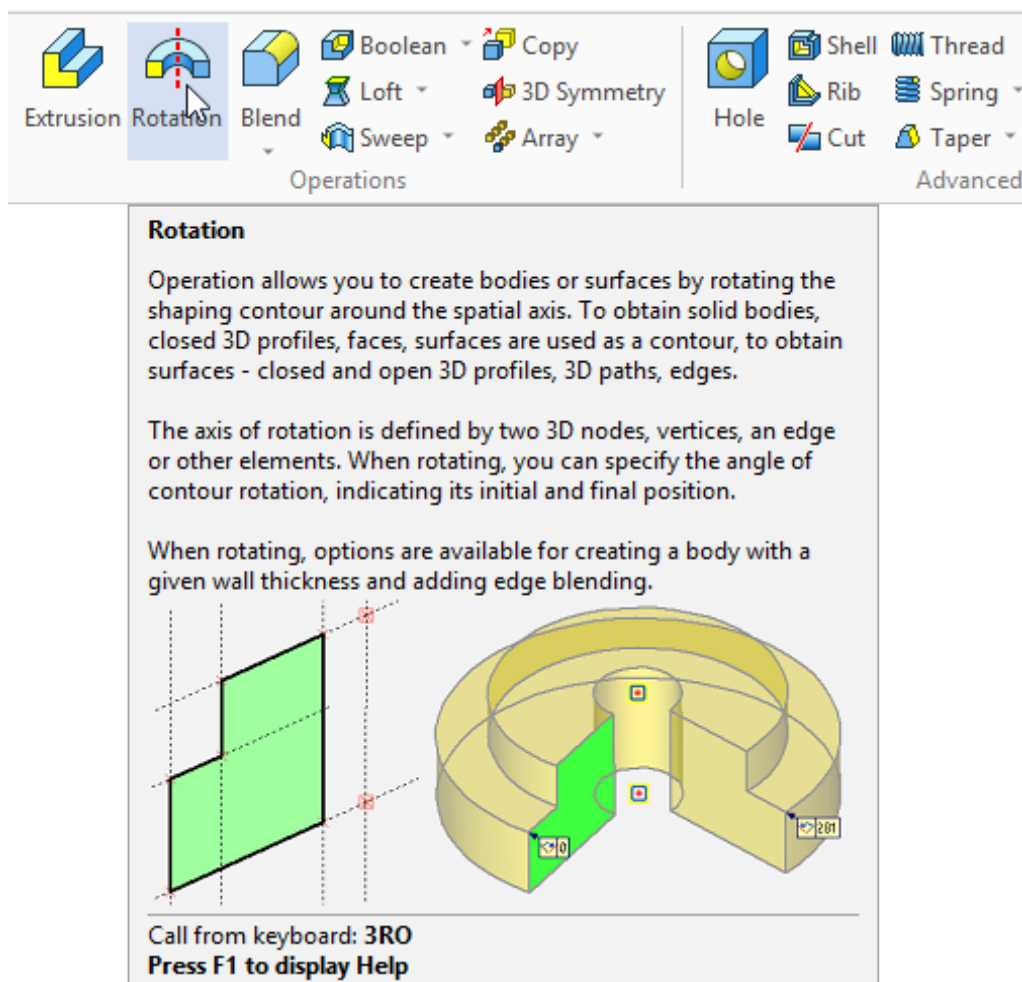 Extrusion
Rotation
Blend
Boolean
Loft
Sweep
Copy
3D Symmetry
Array
Operations
Hole
Shell
Rib
Cut
Thread
Spring
Taper
Advanced
Rotation
Operation allows you to create bodies or surfaces by rotating the
shaping contour around the spatial axis. To obtain solid bodies,
closed 3D profiles, faces, surfaces are used as a contour, to obtain
surfaces - closed and open 3D profiles, 3D paths, edges.
The axis of rotation is defined by two 3D nodes, vertices, an edge
or other elements. When rotating, you can specify the angle of
contour rotation, indicating its initial and final position.
When rotating, options are available for creating a body with a
given wall thickness and adding edge blending.
0
281
Call from keyboard: 3RO
Press F1 to display Help